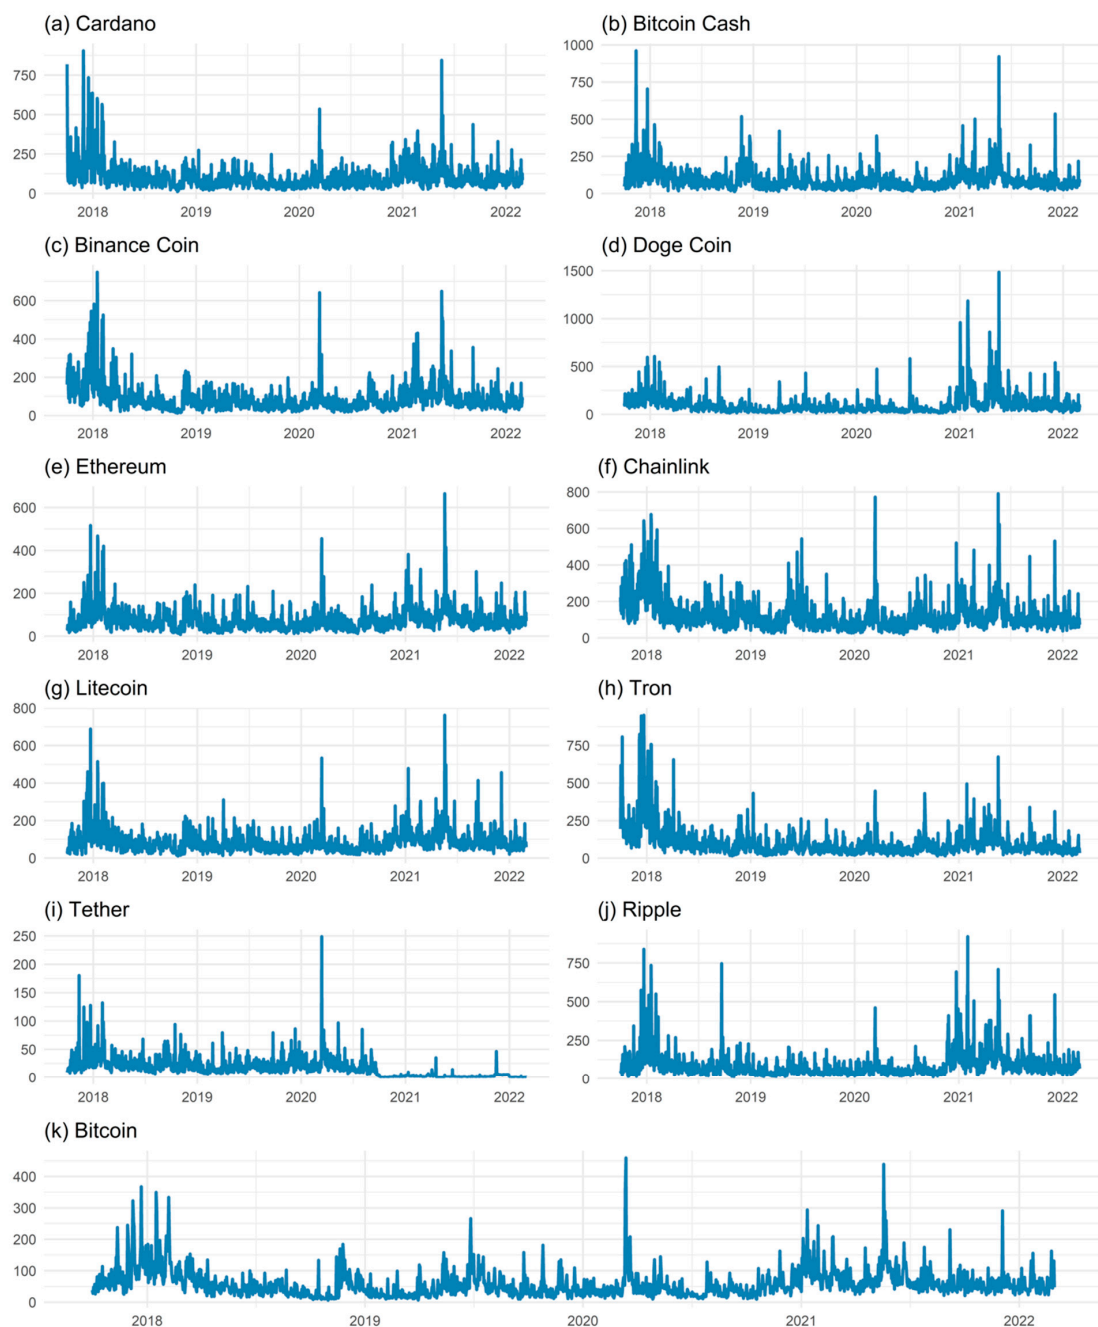 (a) Cardano
(b) Bitcoin Cash
750
500
250
0
2018 2019 2020 2021 2022
1000
750
500
250
0
2018 2019 2020 2021 2022
(c) Binance Coin
(d) Doge Coin
600
400
200
0
2018 2019 2020 2021 2022
1500
1000
500
0
2018 2019 2020 2021 2022
(e) Ethereum
(f) Chainlink
600
400
200
0
2018 2019 2020 2021 2022
800
600
400
200
0
2018 2019 2020 2021 2022
(g) Litecoin
(h) Tron
800
600
400
200
0
2018 2019 2020 2021 2022
750
500
250
0
2018 2019 2020 2021 2022
(i) Tether
(j) Ripple
250
200
150
100
50
0
2018 2019 2020 2021 2022
750
500
250
0
2018 2019 2020 2021 2022
(k) Bitcoin
400
300
200
100
0
2018 2019 2020 2021 2022